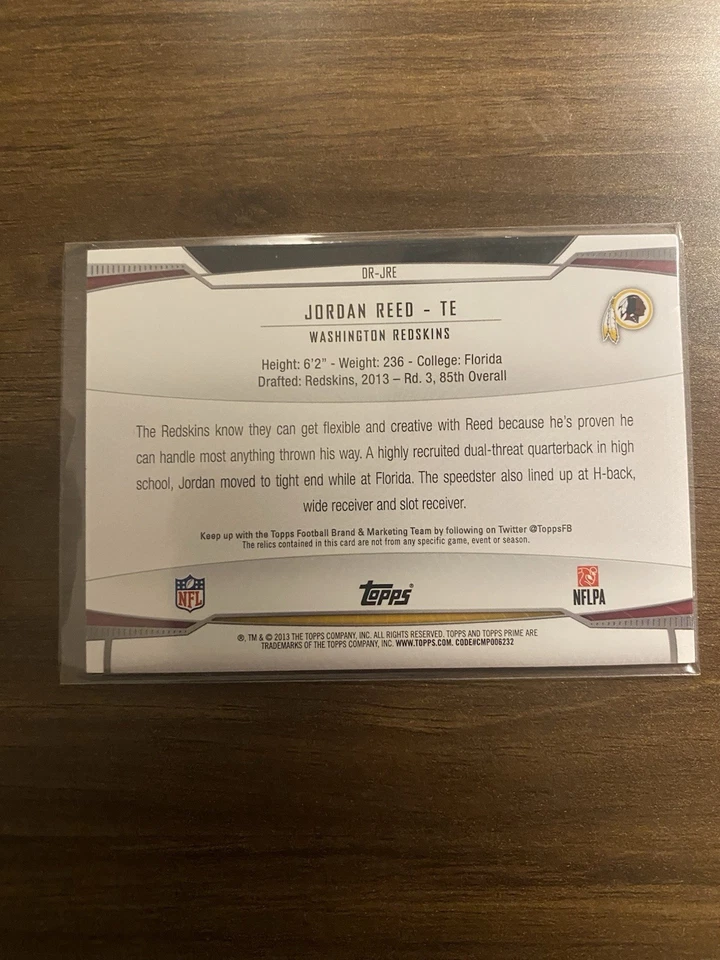 DR-JRE
JORDAN REED - TE
WASHINGTON REDSKINS
Height: 6'2" - Weight: 236 - College: Florida
Drafted: Redskins, 2013 – Rd. 3, 85th Overall
The Redskins know they can get flexible and creative with Reed because he's proven he
can handle most anything thrown his way. A highly recruited dual-threat quarterback in high
school, Jordan moved to tight end while at Florida. The speedster also lined up at H-back,
wide receiver and slot receiver.
Keep up with the Topps Football Brand & Marketing Team by following on Twitter @ToppsFB
The relics contained in this card are not from any specific game, event or season.
NFL
Topps®
NFLPA
®, TM & © 2013 THE TOPPS COMPANY, INC. ALL RIGHTS RESERVED. TOPPS AND TOPPS PRIME ARE
TRADEMARKS OF THE TOPPS COMPANY, INC. WWW.TOPPS.COM. CODE#CMP006232